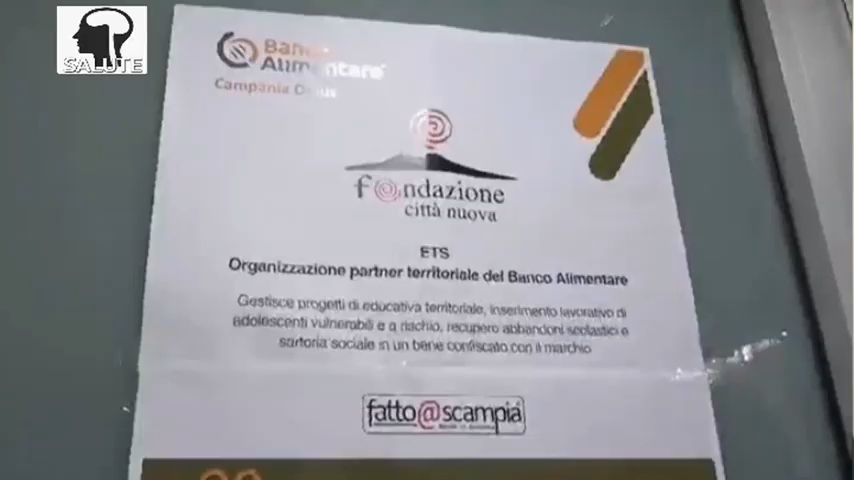 SALUTE
Banco
Alimentare
Campania Onlus
fondazione
città nuova
ETS
Organizzazione partner territoriale del Banco Alimentare
Gestisce progetti di educativa territoriale, inserimento lavorativo di
adolescenti vulnerabili e a rischio, recupero abbandoni scolastici e
sartoria sociale in un bene confiscato con il marchio
fatto@scampia